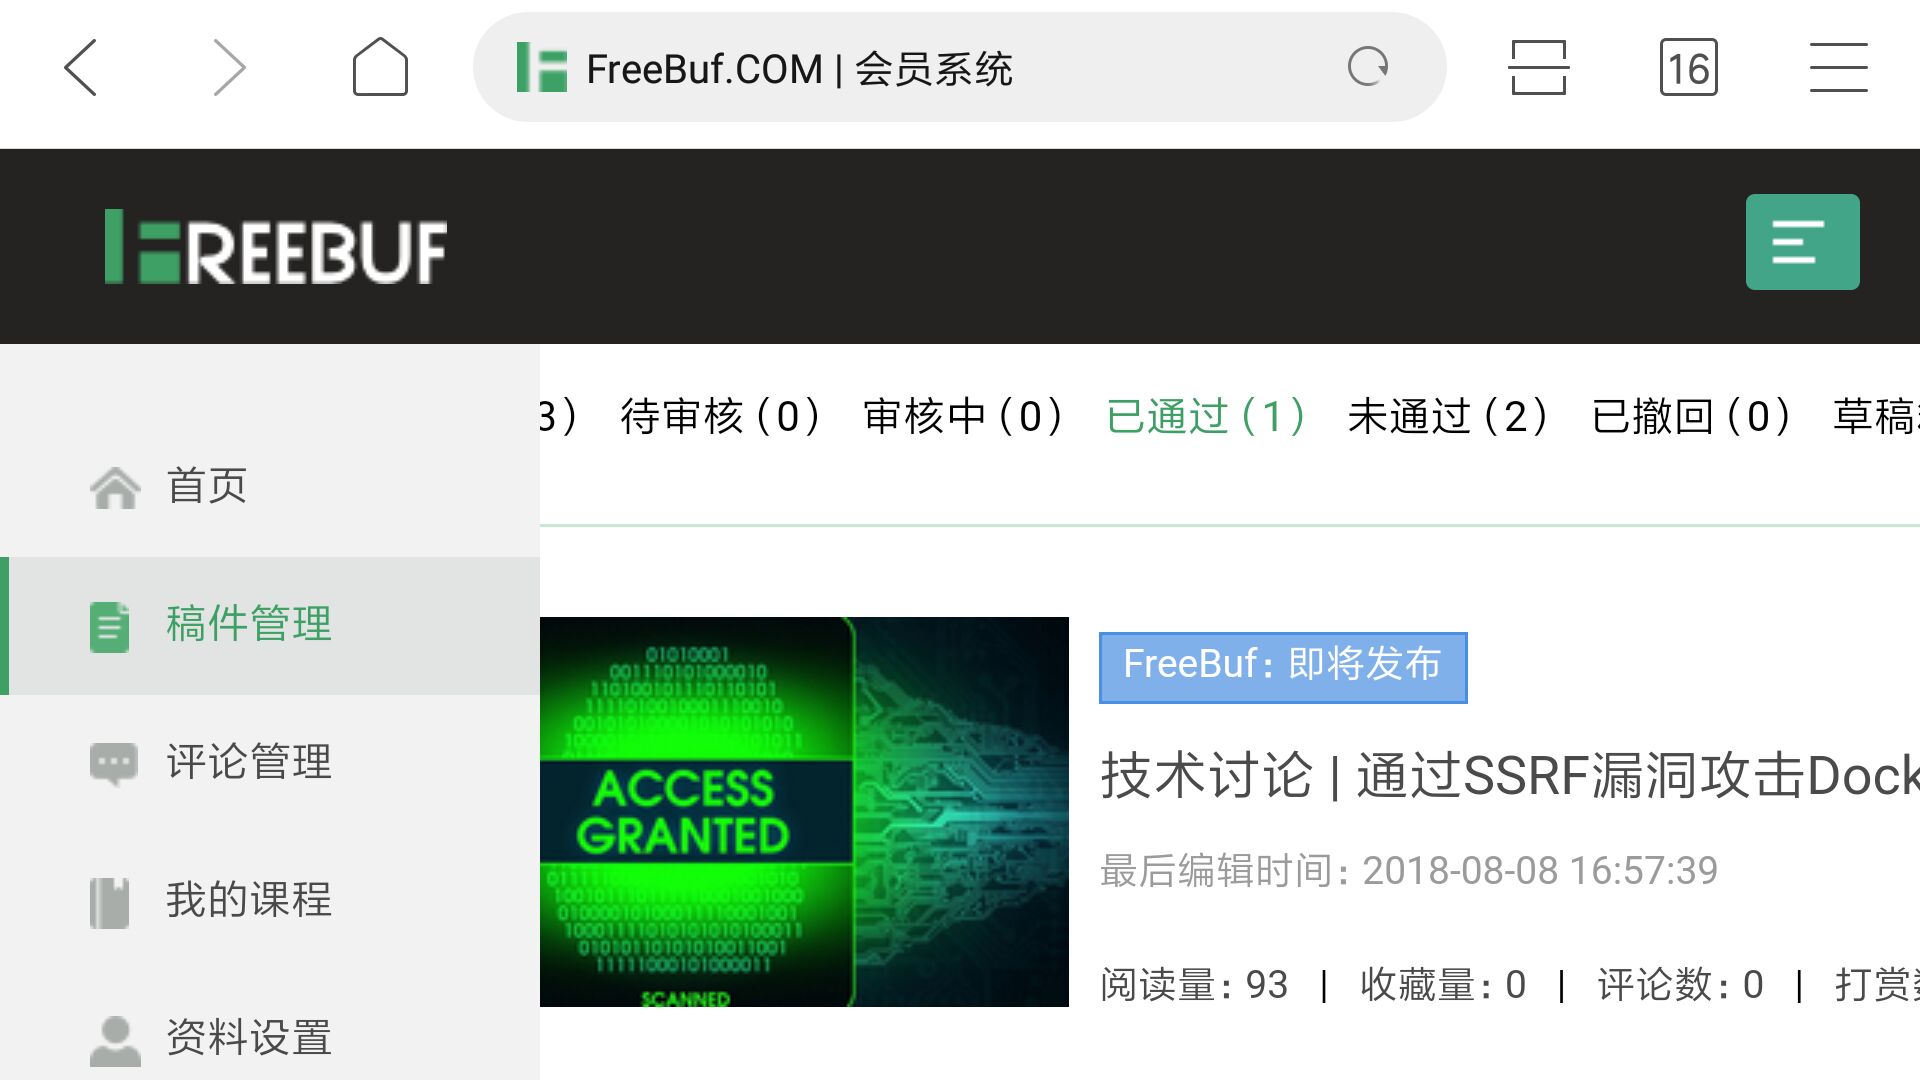 FreeBuf.COM | 会员系统
16
FREEBUF
3) 待审核(0) 审核中(0) 已通过(1) 未通过(2) 已撤回(0) 草稿
首页
稿件管理
评论管理
我的课程
资料设置
ACCESS
GRANTED
SCANNED
FreeBuf: 即将发布
技术讨论 | 通过SSRF漏洞攻击Dock
最后编辑时间: 2018-08-08 16:57:39
阅读量: 93 | 收藏量: 0 | 评论数: 0 | 打赏